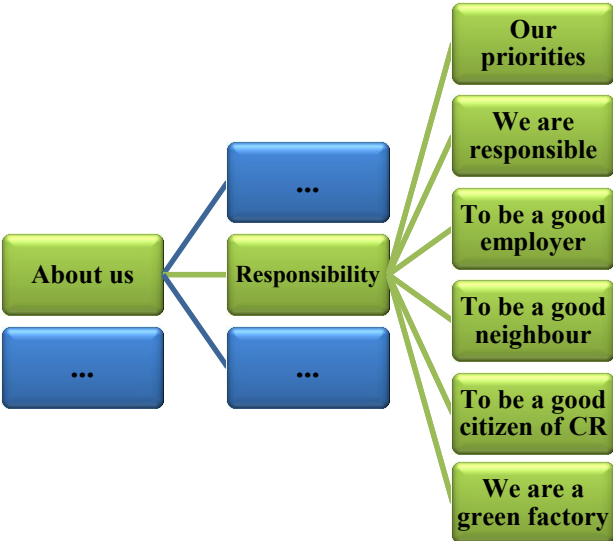 About us
...
...
Responsibility
...
Our
priorities
We are
responsible
To be a good
employer
To be a good
neighbour
To be a good
citizen of CR
We are a
green factory